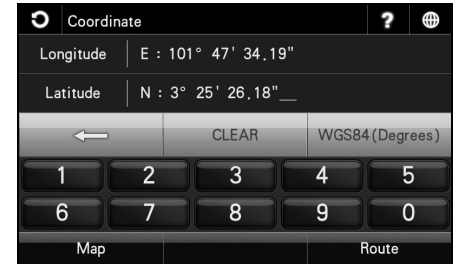 Coordinate ?
Longitude E : 101° 47' 34.19"
Latitude N : 3° 25' 26.18"__
CLEAR WGS84(Degrees)
1 2 3 4 5
6 7 8 9 0
Map Route